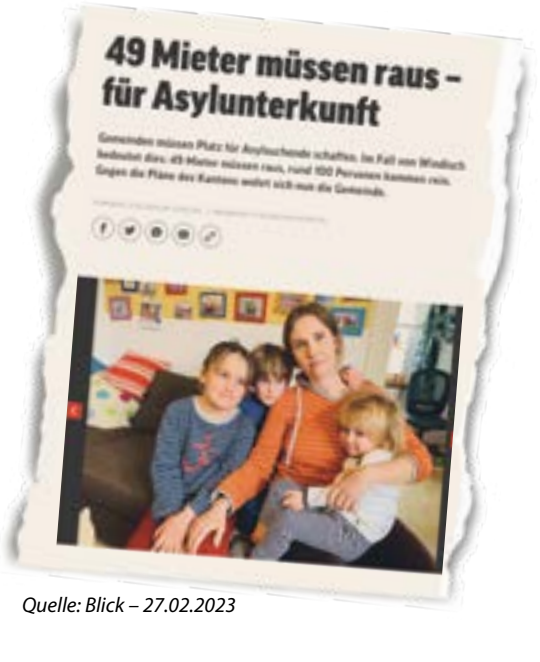 49 Mieter müssen raus –
für Asylunterkunft
Gemeinden müssen Platz für Asylsuchende schaffen. Im Fall von Windisch
bedeutet dies: 49 Mieter müssen raus, rund 100 Personen kommen rein.
Gegen die Pläne des Kantons wehrt sich nun die Gemeinde.
Quelle: Blick – 27.02.2023